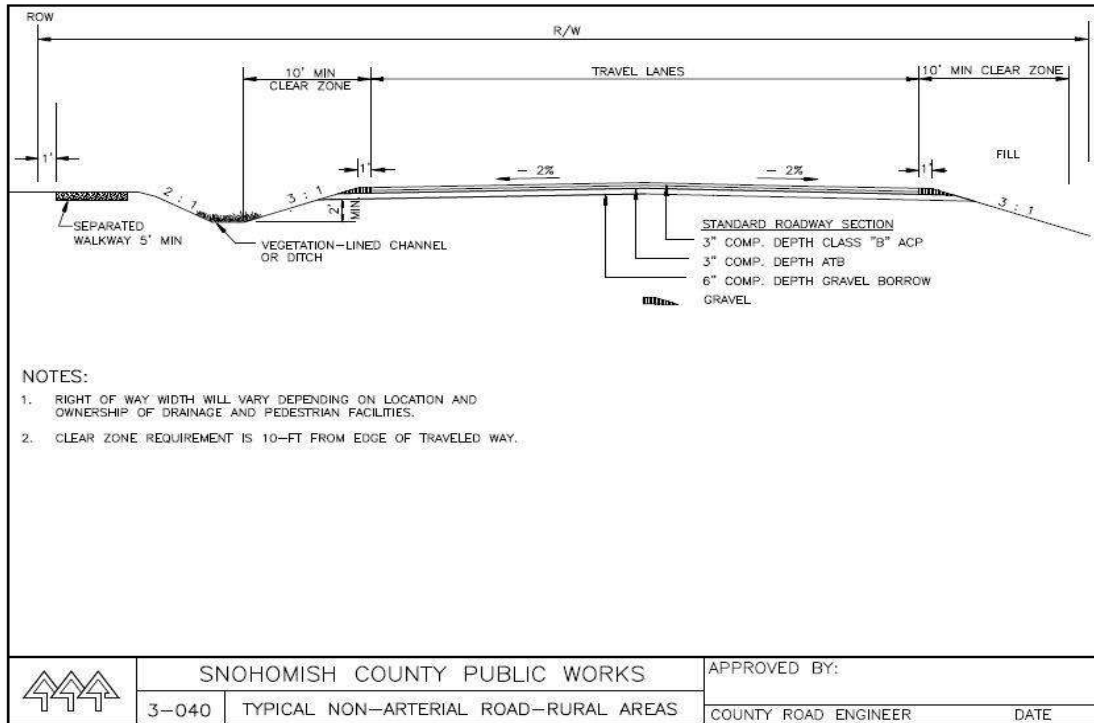 ROW
R/W
10' MIN
CLEAR ZONE
TRAVEL LANES
10' MIN CLEAR ZONE
1'
1'
- 2%
- 2%
1'
FILL
2 : 1
3 : 1
2'
MIN.
3 : 1
SEPARATED
WALKWAY 5' MIN
VEGETATION-LINED CHANNEL
OR DITCH
STANDARD ROADWAY SECTION
3" COMP. DEPTH CLASS "B" ACP
3" COMP. DEPTH ATB
6" COMP. DEPTH GRAVEL BORROW
GRAVEL
NOTES:
1. RIGHT OF WAY WIDTH WILL VARY DEPENDING ON LOCATION AND
OWNERSHIP OF DRAINAGE AND PEDESTRIAN FACILITIES.
2. CLEAR ZONE REQUIREMENT IS 10-FT FROM EDGE OF TRAVELED WAY.
SNOHOMISH COUNTY PUBLIC WORKS
3-040 TYPICAL NON-ARTERIAL ROAD-RURAL AREAS
APPROVED BY:
COUNTY ROAD ENGINEER DATE